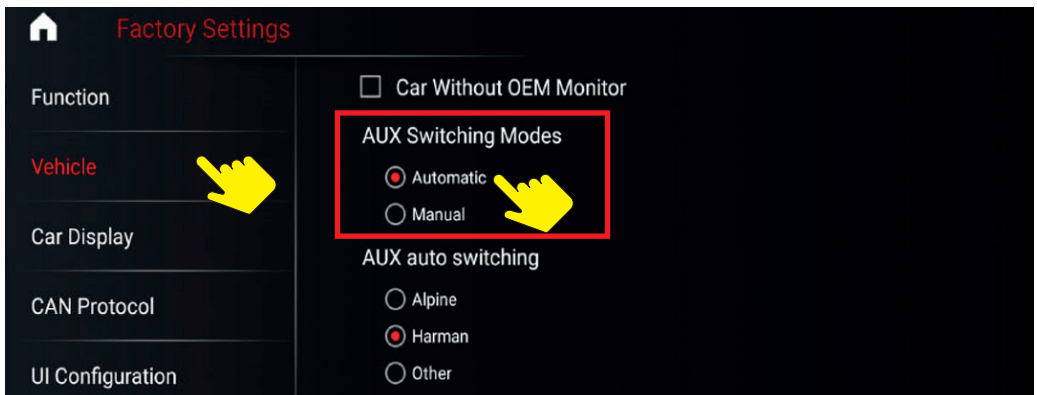 Factory Settings
Function
Vehicle
Car Display
CAN Protocol
UI Configuration
Car Without OEM Monitor
AUX Switching Modes
Automatic
Manual
AUX auto switching
Alpine
Harman
Other